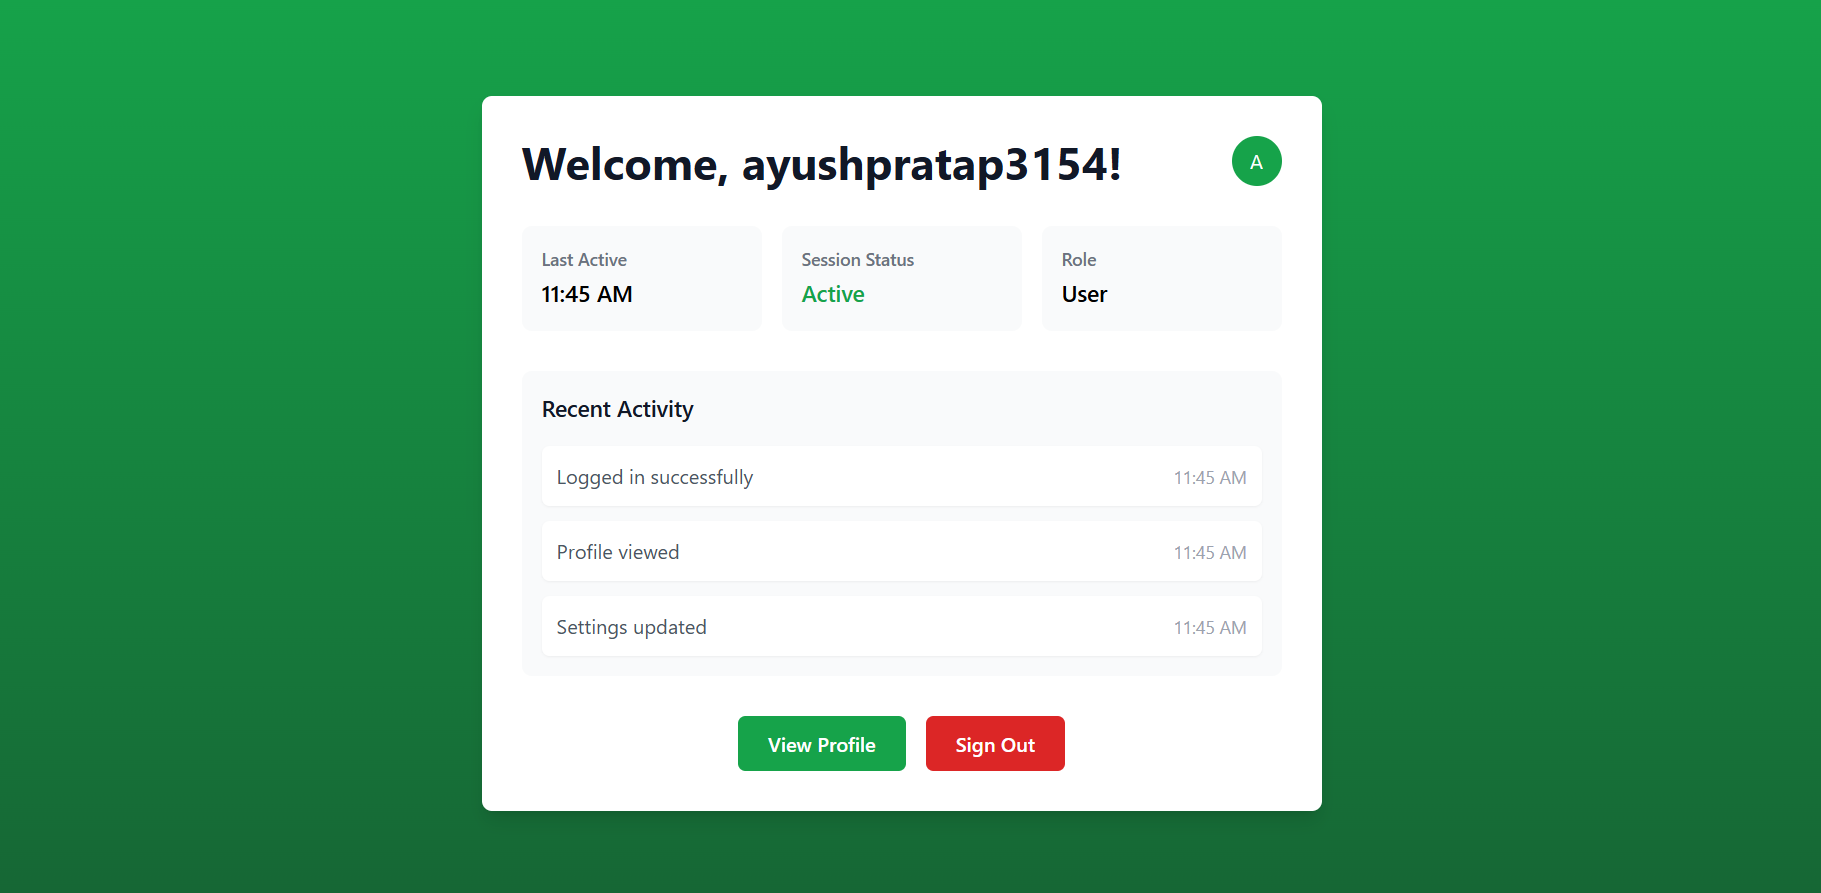 Welcome, ayushpratap3154!
A
Last Active
11:45 AM
Session Status
Active
Role
User
Recent Activity
Logged in successfully 11:45 AM
Profile viewed 11:45 AM
Settings updated 11:45 AM
View Profile
Sign Out